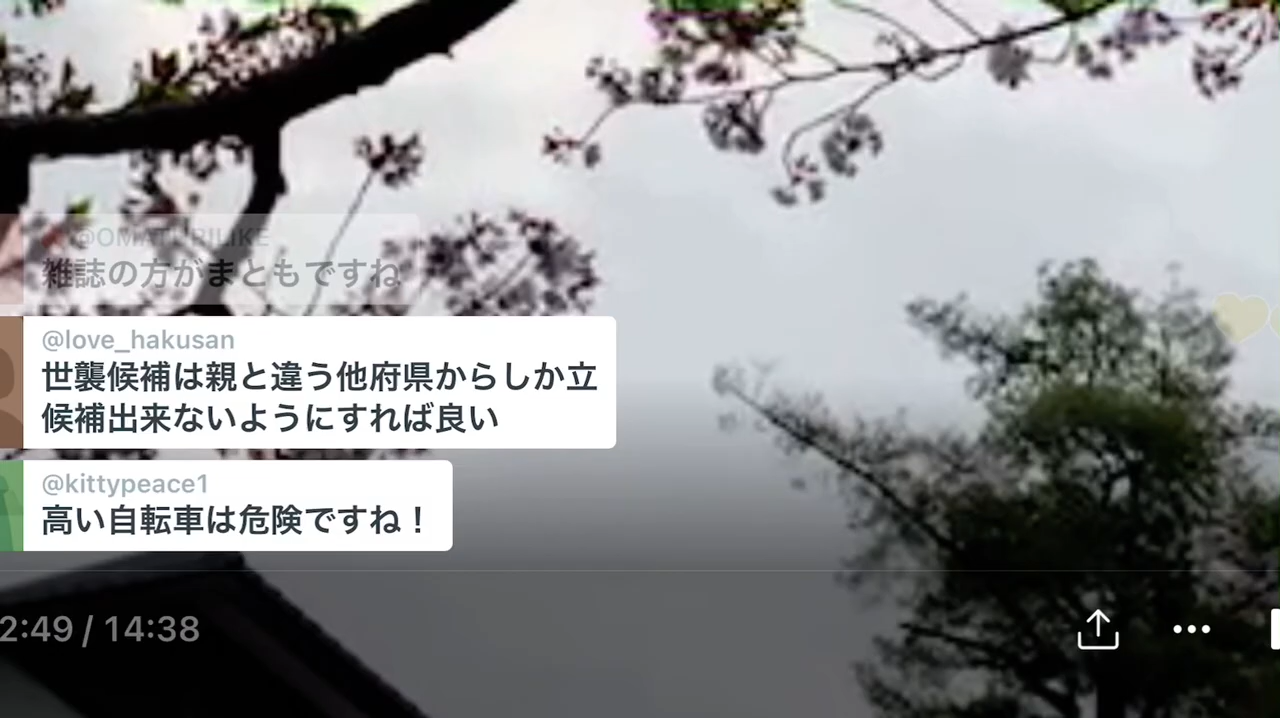 @OMATURILIKE
雑誌の方がまともですね
@love_hakusan
世襲候補は親と違う他府県からしか立
候補出来ないようにすれば良い
@kittypeace1
高い自転車は危険ですね！
2:49 / 14:38